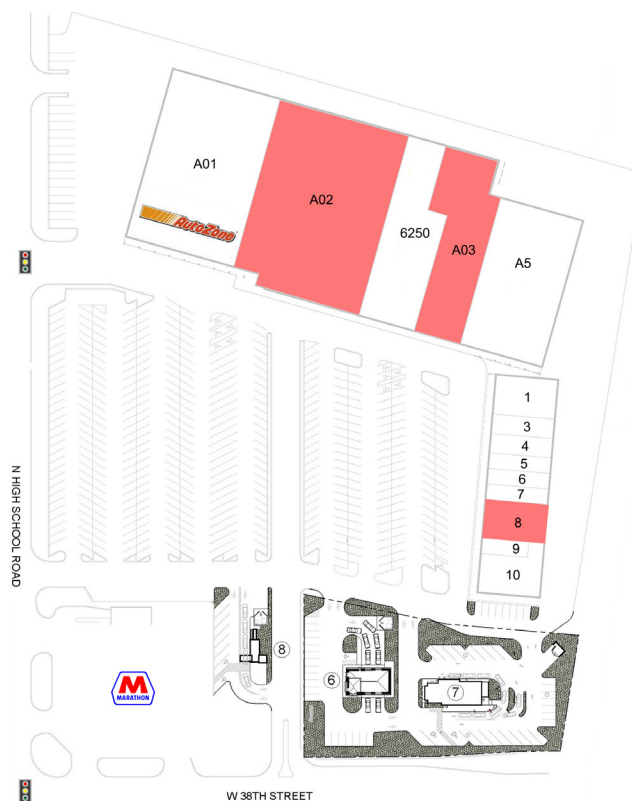 A01
AutoZone
A02
6250
A03
A5
1
3
4
5
6
7
8
9
10
N HIGH SCHOOL ROAD
8
6
7
M
MARATHON
W 38TH STREET